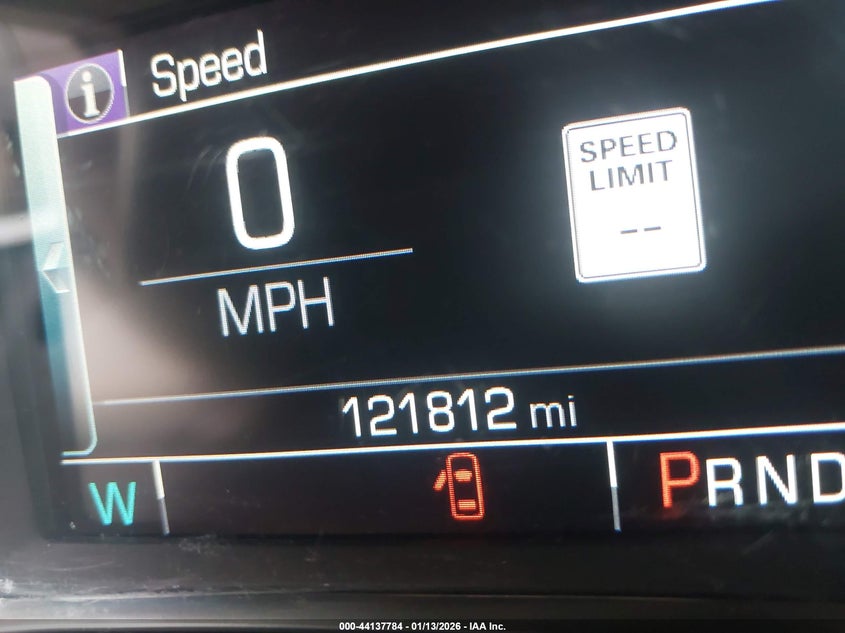 i Speed
0
MPH
SPEED
LIMIT
--
121812 mi
W
PRND
000-44137784 - 01/13/2026 - IAA Inc.